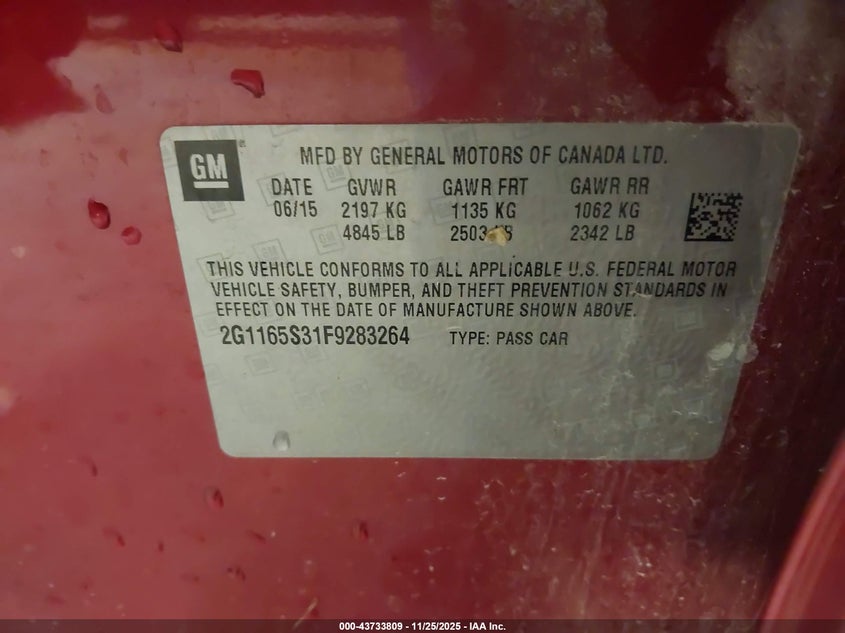 GM
MFD BY GENERAL MOTORS OF CANADA LTD.
DATE GVWR GAWR FRT GAWR RR
06/15 2197 KG 1135 KG 1062 KG
4845 LB 2503 LB 2342 LB
THIS VEHICLE CONFORMS TO ALL APPLICABLE U.S. FEDERAL MOTOR
VEHICLE SAFETY, BUMPER, AND THEFT PREVENTION STANDARDS IN
EFFECT ON THE DATE OF MANUFACTURE SHOWN ABOVE.
2G1165S31F9283264 TYPE: PASS CAR
000-43733809 - 11/25/2025 - IAA Inc.